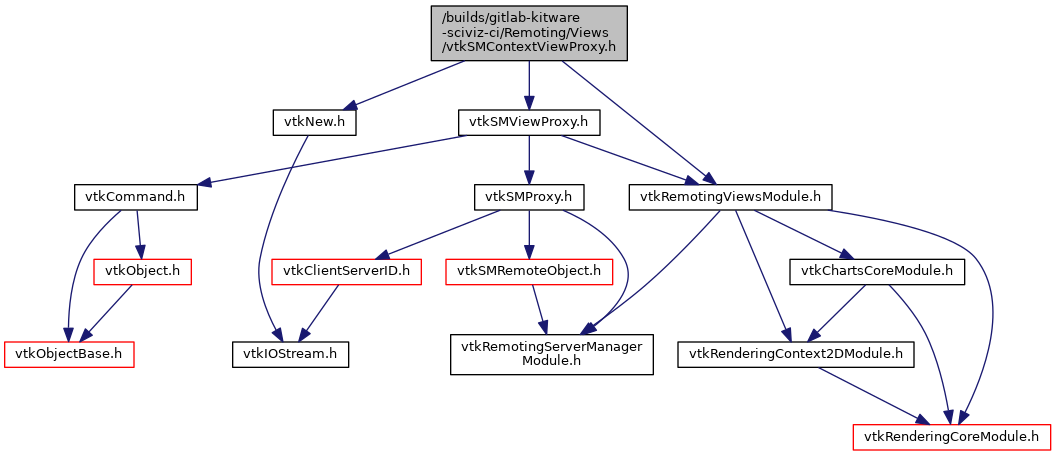 /builds/gitlab-kitware
-sciviz-ci/Remoting/Views
/vtkSMContextViewProxy.h
vtkNew.h
vtkSMViewProxy.h
vtkCommand.h
vtkSMProxy.h
vtkRemotingViewsModule.h
vtkObject.h
vtkClientServerID.h
vtkSMRemoteObject.h
vtkChartsCoreModule.h
vtkObjectBase.h
vtkIOStream.h
vtkRemotingServerManager
Module.h
vtkRenderingContext2DModule.h
vtkRenderingCoreModule.h